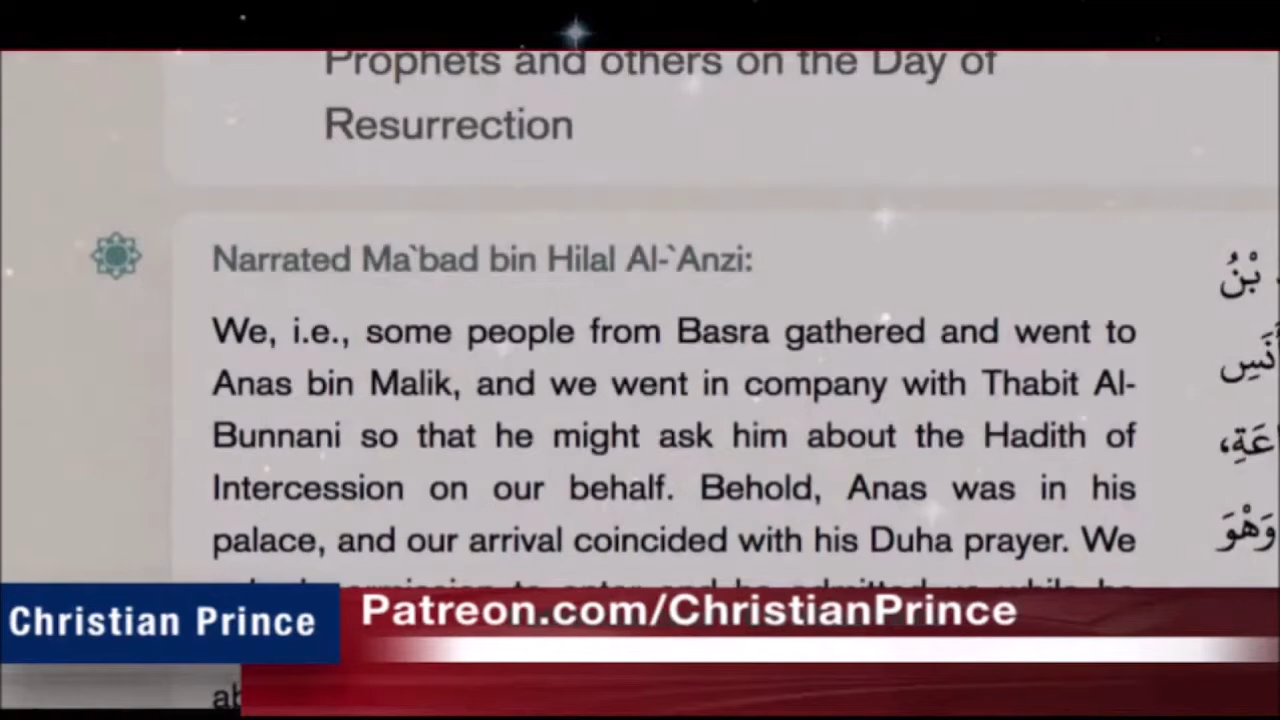 Prophets and others on the Day of
Resurrection
Narrated Ma`bad bin Hilal Al-`Anzi:
بْنُ
We, i.e., some people from Basra gathered and went to
Anas bin Malik, and we went in company with Thabit Al-
Bunnani so that he might ask him about the Hadith of
Intercession on our behalf. Behold, Anas was in his
palace, and our arrival coincided with his Duha prayer. We
وَهْوَ
Christian Prince
Patreon.com/ChristianPrince